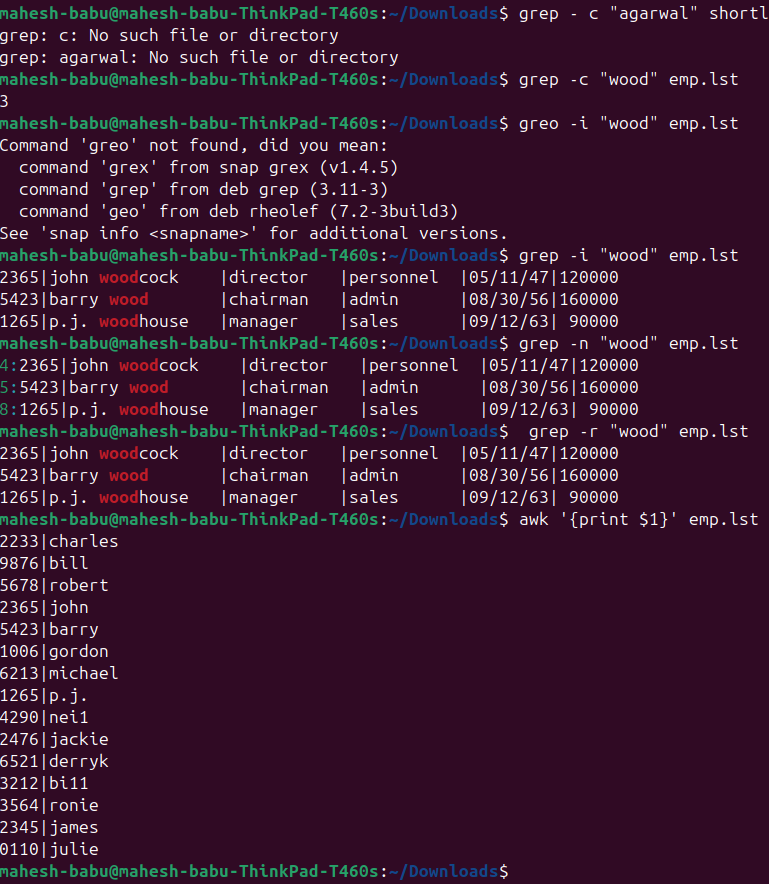 mahesh-babu@mahesh-babu-ThinkPad-T460s:~/Downloads$ grep - c "agarwal" shortl
grep: c: No such file or directory
grep: agarwal: No such file or directory
mahesh-babu@mahesh-babu-ThinkPad-T460s:~/Downloads$ grep -c "wood" emp.lst
3
mahesh-babu@mahesh-babu-ThinkPad-T460s:~/Downloads$ greo -i "wood" emp.lst
Command 'greo' not found, did you mean:
  command 'grex' from snap grex (v1.4.5)
  command 'grep' from deb grep (3.11-3)
  command 'geo' from deb rheolef (7.2-3build3)
See 'snap info <snapname>' for additional versions.
mahesh-babu@mahesh-babu-ThinkPad-T460s:~/Downloads$ grep -i "wood" emp.lst
2365|john woodcock    |director   |personnel  |05/11/47|120000
5423|barry wood       |chairman   |admin      |08/30/56|160000
1265|p.j. woodhouse   |manager    |sales      |09/12/63| 90000
mahesh-babu@mahesh-babu-ThinkPad-T460s:~/Downloads$ grep -n "wood" emp.lst
4:2365|john woodcock    |director   |personnel  |05/11/47|120000
5:5423|barry wood       |chairman   |admin      |08/30/56|160000
8:1265|p.j. woodhouse   |manager    |sales      |09/12/63| 90000
mahesh-babu@mahesh-babu-ThinkPad-T460s:~/Downloads$  grep -r "wood" emp.lst
2365|john woodcock    |director   |personnel  |05/11/47|120000
5423|barry wood       |chairman   |admin      |08/30/56|160000
1265|p.j. woodhouse   |manager    |sales      |09/12/63| 90000
mahesh-babu@mahesh-babu-ThinkPad-T460s:~/Downloads$ awk '{print $1}' emp.lst
2233|charles
9876|bill
5678|robert
2365|john
5423|barry
1006|gordon
6213|michael
1265|p.j.
4290|nei1
2476|jackie
6521|derryk
3212|bi11
3564|ronie
2345|james
0110|julie
mahesh-babu@mahesh-babu-ThinkPad-T460s:~/Downloads$